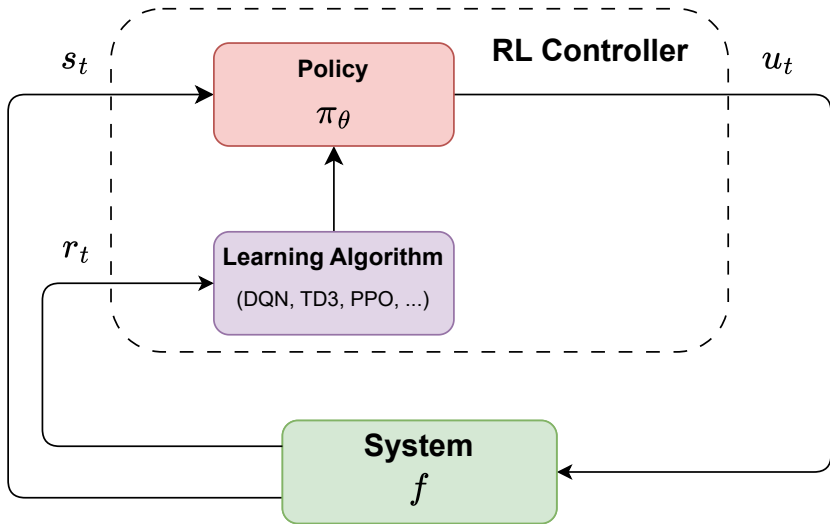 RL Controller
s_t
Policy
π_θ
u_t
r_t
Learning Algorithm
(DQN, TD3, PPO, ...)
System
f